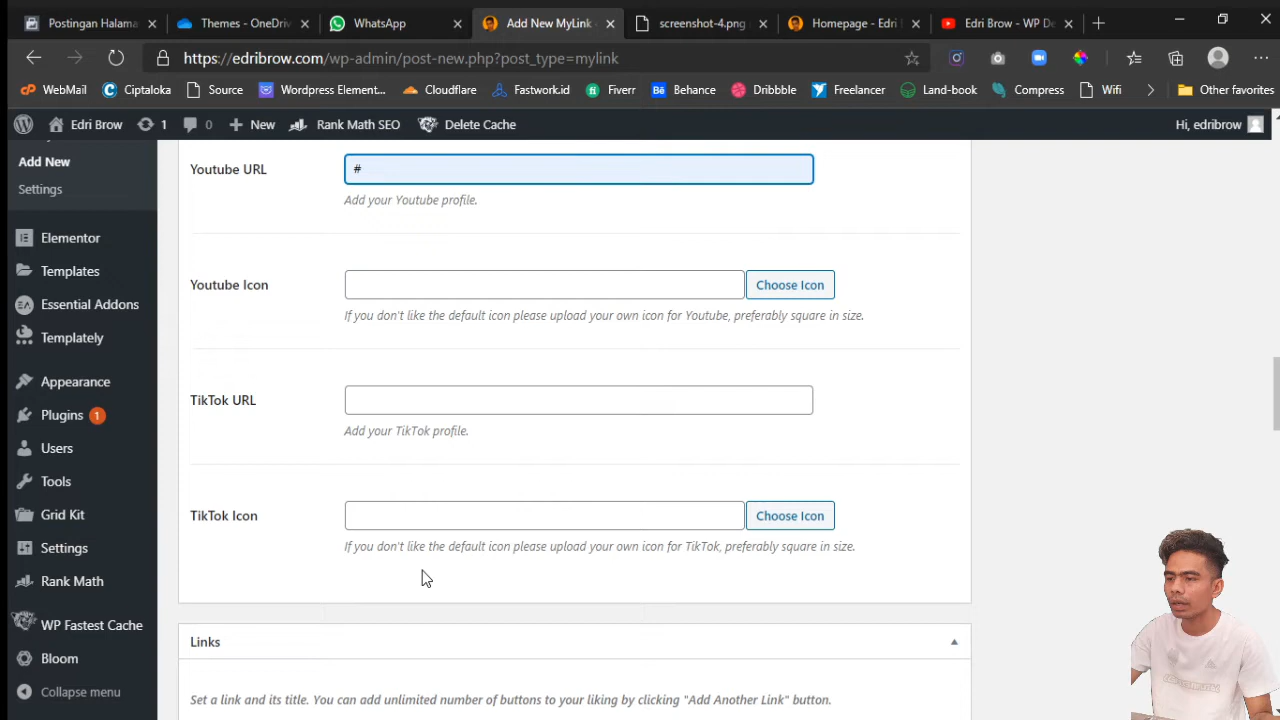 Postingan Halama
Themes - OneDriv
WhatsApp
Add New MyLink
screenshot-4.png
Homepage - Edri
Edri Brow - WP De
https://edribrow.com/wp-admin/post-new.php?post_type=mylink
WebMail
Ciptaloka
Source
Wordpress Element...
Cloudflare
Fastwork.id
Fiverr
Behance
Dribbble
Freelancer
Land-book
Compress
Wifi
Other favorites
Edri Brow
1
0
New
Rank Math SEO
Delete Cache
Hi, edribrow
Add New
Settings
Elementor
Templates
Essential Addons
Templately
Appearance
Plugins 1
Users
Tools
Grid Kit
Settings
Rank Math
WP Fastest Cache
Bloom
Collapse menu
Youtube URL
#
Add your Youtube profile.
Youtube Icon
Choose Icon
If you don't like the default icon please upload your own icon for Youtube, preferably square in size.
TikTok URL
Add your TikTok profile.
TikTok Icon
Choose Icon
If you don't like the default icon please upload your own icon for TikTok, preferably square in size.
Links
Set a link and its title. You can add unlimited number of buttons to your liking by clicking "Add Another Link" button.